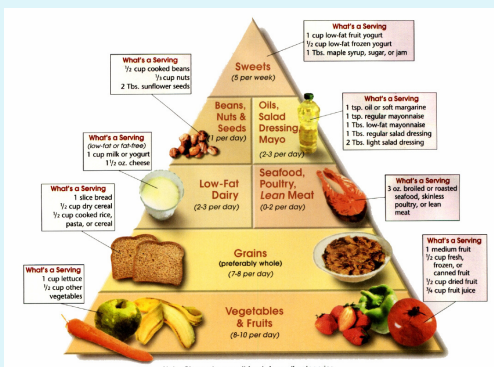 What's a Serving
1 cup low-fat fruit yogurt
1/2 cup low-fat frozen yogurt
1 Tbs. maple syrup, sugar, or jam
Sweets
(5 per week)
What's a Serving
1/2 cup cooked beans
1/3 cup nuts
2 Tbs. sunflower seeds
Beans,
Nuts &
Seeds
(1 per day)
Oils,
Salad
Dressing,
Mayo
(2-3 per day)
What's a Serving
1 tsp. oil or soft margarine
1 tsp. regular mayonnaise
1 Tbs. low-fat mayonnaise
1 Tbs. regular salad dressing
2 Tbs. light salad dressing
What's a Serving
(low-fat or fat-free)
1 cup milk or yogurt
1 1/2 oz. cheese
Low-Fat
Dairy
(2-3 per day)
Seafood,
Poultry,
Lean Meat
(0-2 per day)
What's a Serving
3 oz. broiled or roasted
seafood, skinless
poultry, or lean
meat
What's a Serving
1 slice bread
1/2 cup dry cereal
1/2 cup cooked rice,
pasta, or cereal
Grains
(preferably whole)
(7-8 per day)
What's a Serving
1 cup lettuce
1/2 cup other
vegetables
Vegetables
& Fruits
(8-10 per day)
What's a Serving
1 medium fruit
1/2 cup fresh,
frozen, or
canned fruit
1/2 cup dried fruit
3/4 cup fruit juice